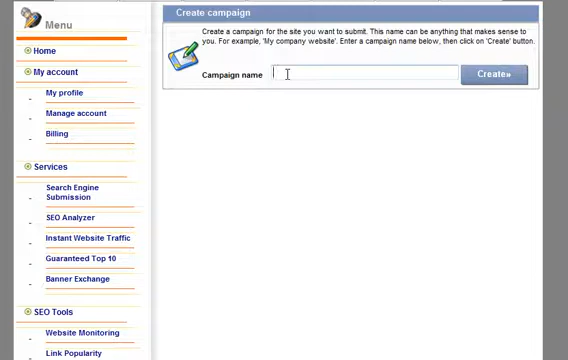 Menu
Home
My account
My profile
Manage account
Billing
Services
Search Engine
Submission
SEO Analyzer
Instant Website Traffic
Guaranteed Top 10
Banner Exchange
SEO Tools
Website Monitoring
Link Popularity
Create campaign
Create a campaign for the site you want to submit. This name can be anything that makes sense to
you. For example, 'My company website'. Enter a campaign name below, then click on 'Create' button.
Campaign name
Create»